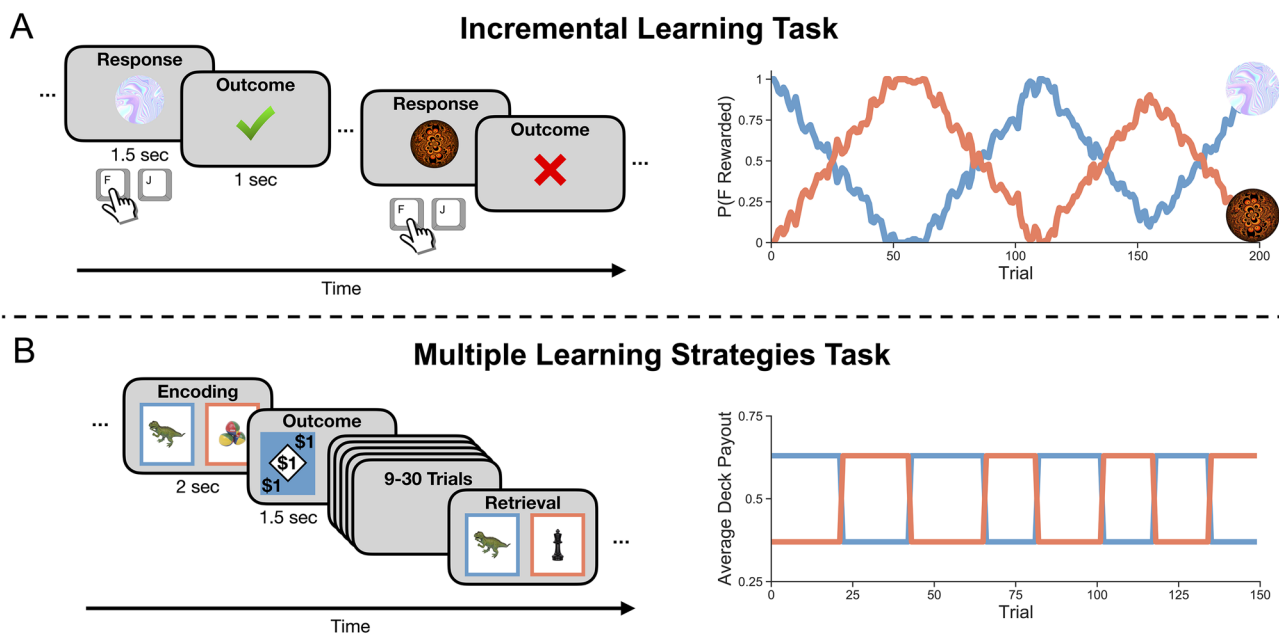 A
Incremental Learning Task
...
Response
1.5 sec
F
J
Outcome
1 sec
...
Response
F
J
Outcome
...
Time
P(F Rewarded)
1
0.75
0.5
0.25
0
0
50
100
150
200
Trial
B
Multiple Learning Strategies Task
...
Encoding
2 sec
Outcome
$1
$1
$1
1.5 sec
9-30 Trials
Retrieval
...
Time
Average Deck Payout
0.75
0.5
0.25
0
25
50
75
100
125
150
Trial